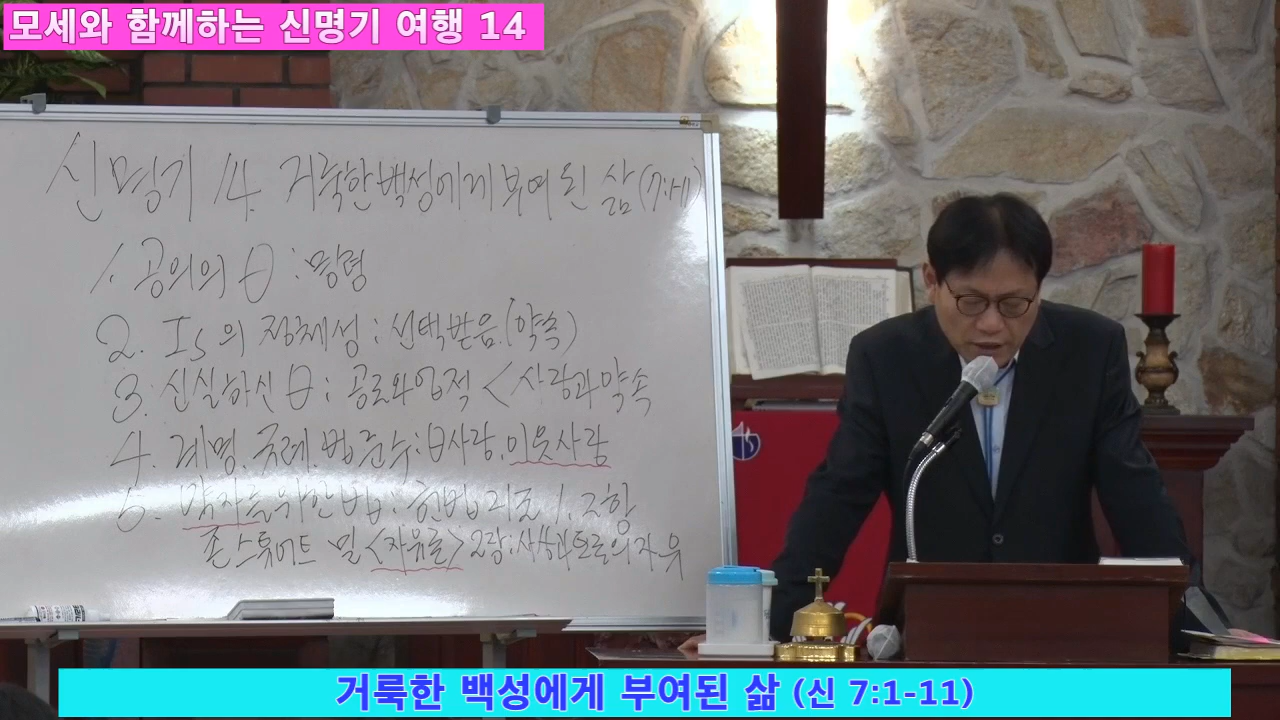 모세와 함께하는 신명기 여행 14
신명기 14. 거룩한 백성에게 부여된 삶 (7:1-11)
1. 공의의 θ : 명령
2. Is의 정체성 : 선택받음.(약속)
3. 신실하신 θ : 공로와 업적 < 사랑과 약속
4. 계명, 규례, 법 준수 : θ사랑, 이웃사랑
5. 약자를 위한 법 : 헌법 기초 1.조항
존 스튜어트 밀 <자유론> 2장 : 사상과 토론의 자유
거룩한 백성에게 부여된 삶 (신 7:1-11)